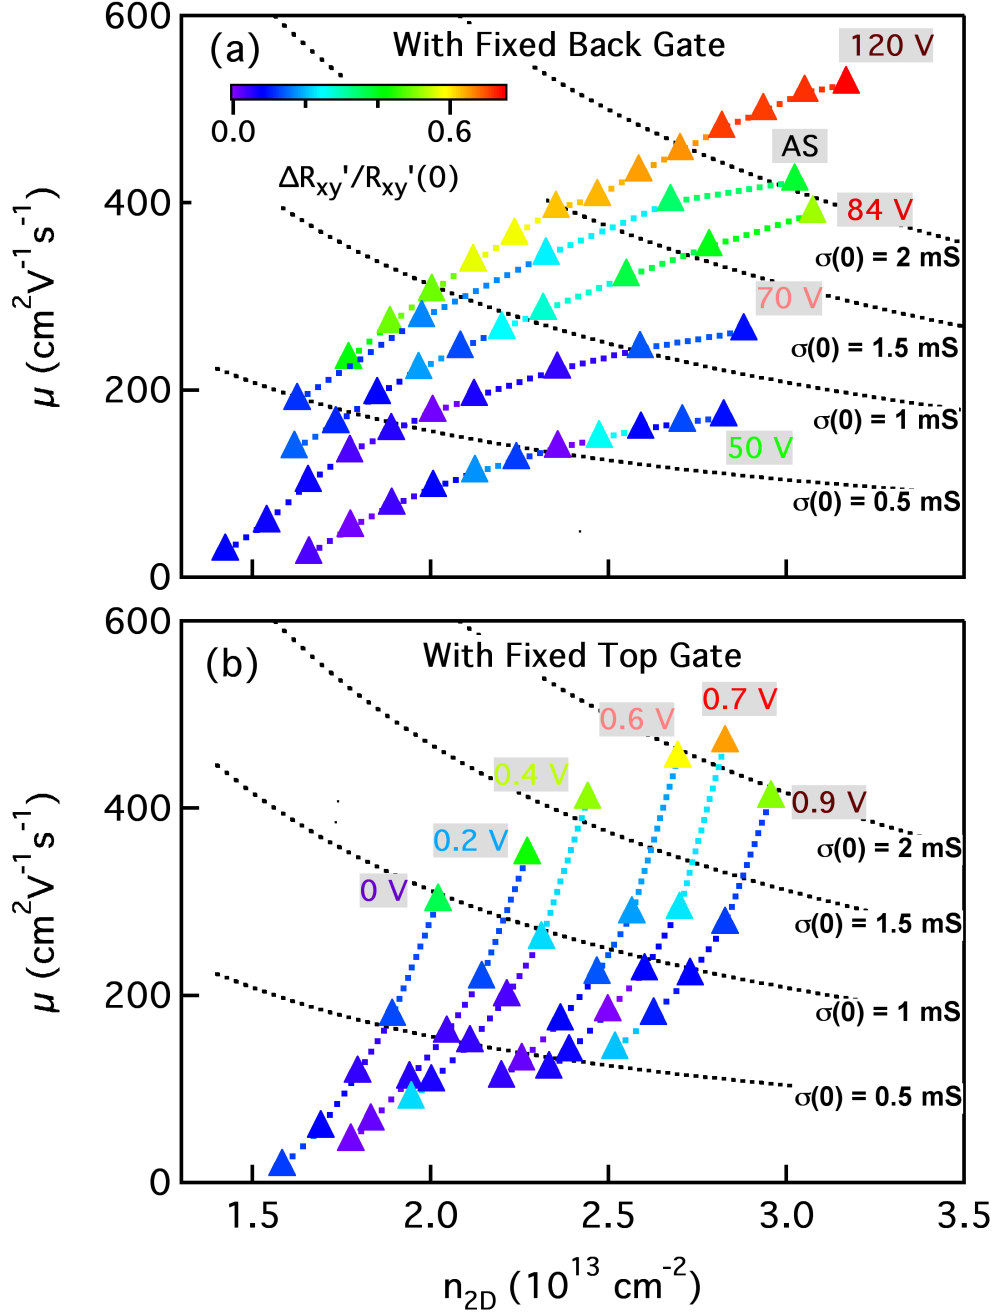 600
(a)
With Fixed Back Gate
120 V
0.0
0.6
ΔRxy'/Rxy'(0)
AS
400
84 V
σ(0) = 2 mS
70 V
σ(0) = 1.5 mS
200
σ(0) = 1 mS
50 V
σ(0) = 0.5 mS
0
μ (cm²V⁻¹s⁻¹)
600
(b)
With Fixed Top Gate
0.7 V
0.6 V
0.4 V
400
0.9 V
0.2 V
σ(0) = 2 mS
0 V
σ(0) = 1.5 mS
200
σ(0) = 1 mS
σ(0) = 0.5 mS
0
μ (cm²V⁻¹s⁻¹)
1.5 2.0 2.5 3.0 3.5
n2D (10¹³ cm⁻²)